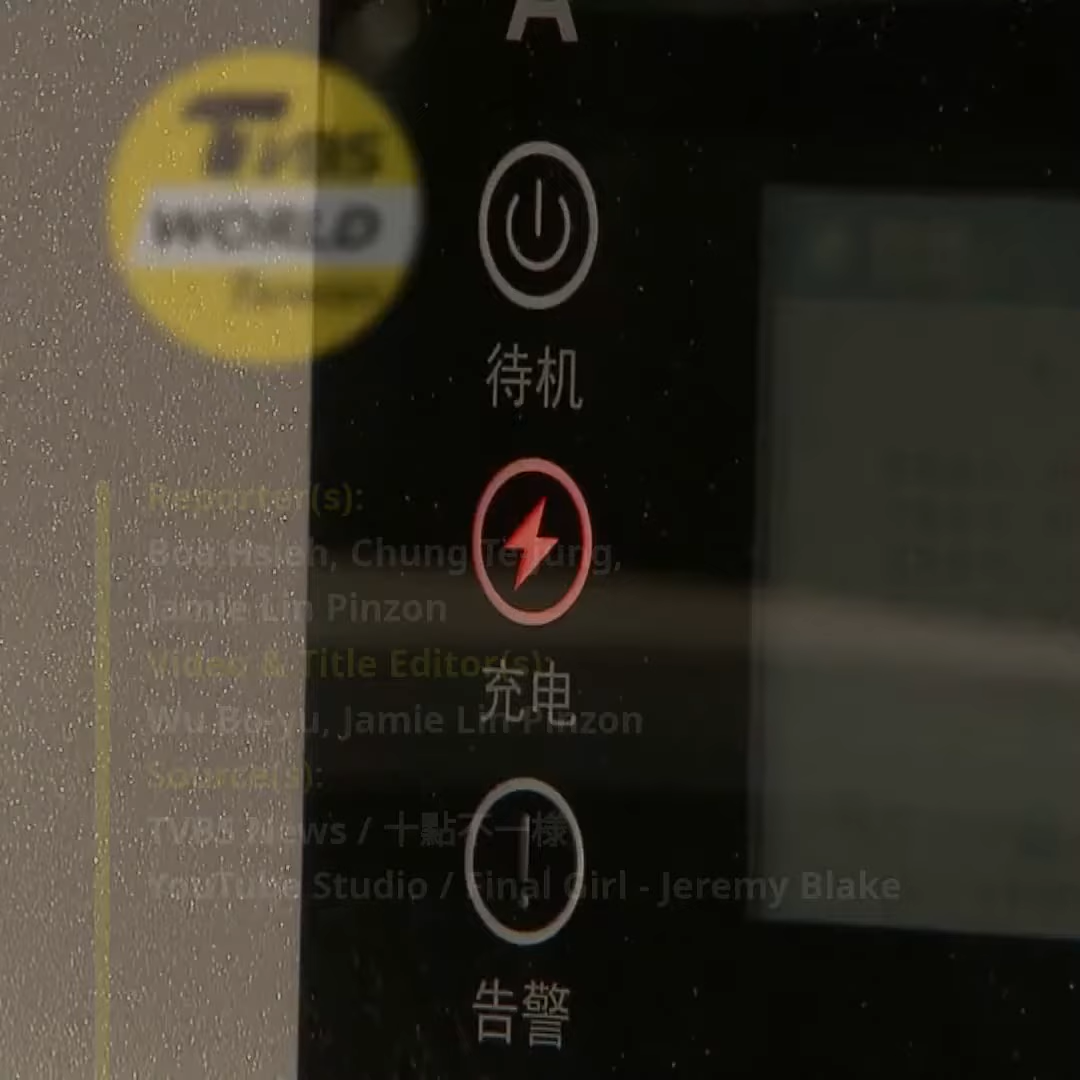 A
TVBS
WORLD
待机
Reporter(s):
Boa Hsieh, Chung Te-Jung,
Jamie Lin Pinzon
充电
Video & Title Editor(s):
Wu Bo-yu, Jamie Lin Pinzon
Source(s):
TVBS News / 十點不一樣
YouTube Studio / Final Girl - Jeremy Blake
告警